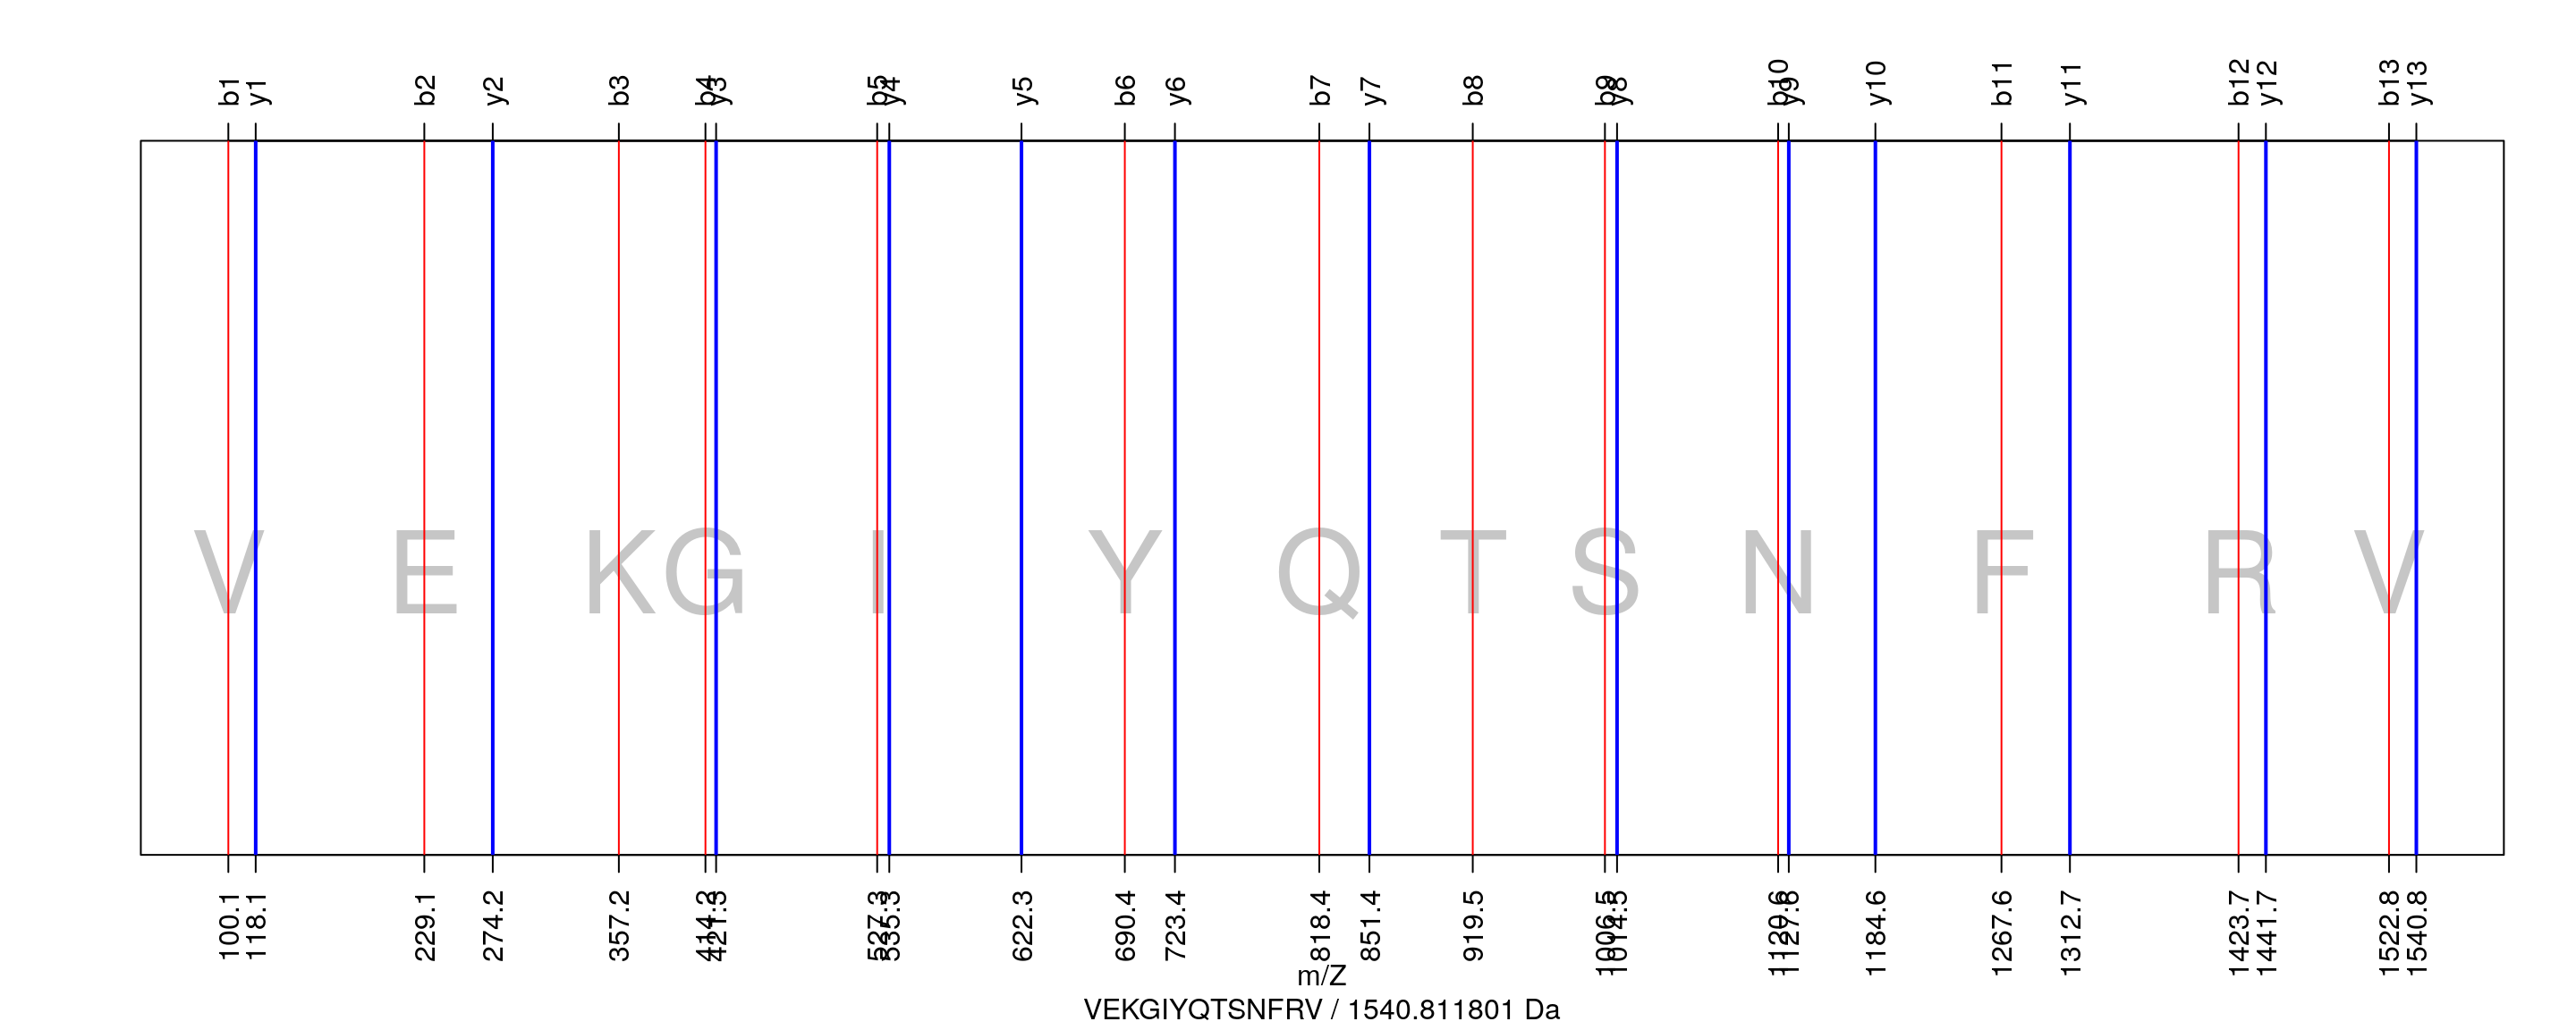 b1 y1 b2 y2 b3 b4 y3 b5 y4 y5 b6 y6 b7 y7 b8 b9 y8 b10 y9 y10 b11 y11 b12 y12 b13 y13
V E K G I Y Q T S N F R V
100.1 118.1 229.1 274.2 357.2 414.2 421.3 527.3 535.3 622.3 690.4 723.4 818.4 851.4 919.5 1006.5 1014.5 1120.6 1127.6 1184.6 1267.6 1312.7 1423.7 1441.7 1522.8 1540.8
m/Z
VEKGIYQTSNFRV / 1540.811801 Da